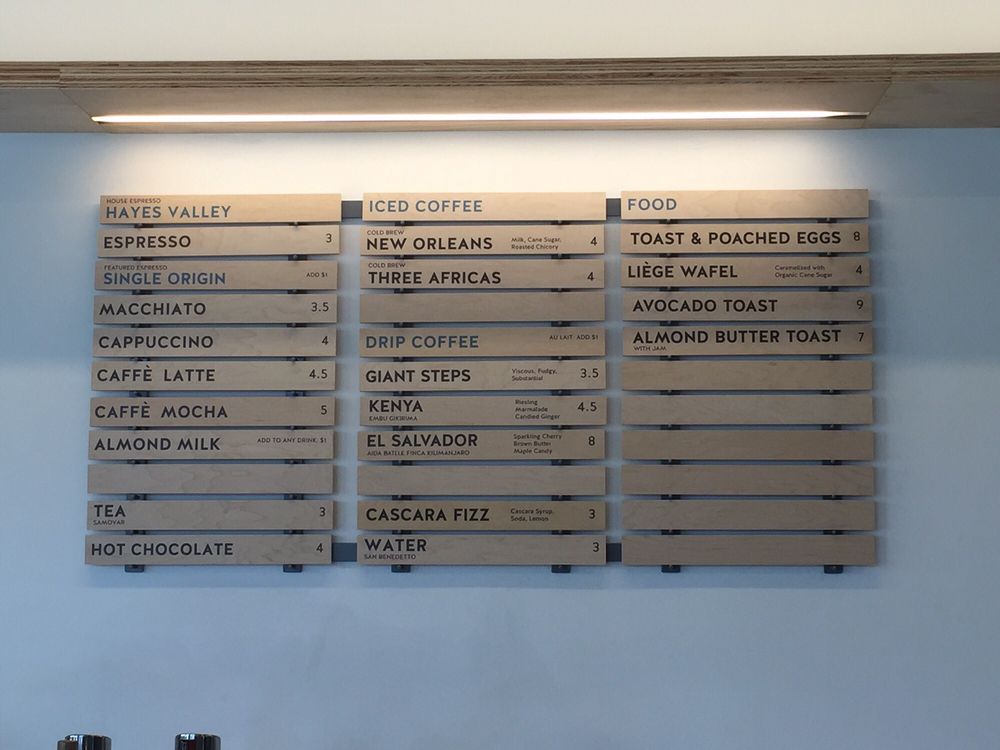 HOUSE ESPRESSO
HAYES VALLEY
ESPRESSO 3
FEATURED ESPRESSO
SINGLE ORIGIN ADD $1
MACCHIATO 3.5
CAPPUCCINO 4
CAFFÈ LATTE 4.5
CAFFÈ MOCHA 5
ALMOND MILK ADD TO ANY DRINK $1
TEA 3
SAMOVAR
HOT CHOCOLATE 4
ICED COFFEE
COLD BREW
NEW ORLEANS Milk, Cane Sugar, 4
Roasted Chicory
COLD BREW
THREE AFRICAS 4
DRIP COFFEE AU LAIT ADD $1
GIANT STEPS Viscous, Fudgy, 3.5
Substantial
KENYA Riesling 4.5
Marmalade
EMBU GIKIRIMA Candied Ginger
EL SALVADOR Sparkling Cherry 8
Brown Butter
AIDA BATLLE FINCA KILIMANJARO Maple Candy
CASCARA FIZZ Cascara Syrup, 3
Soda, Lemon
WATER 3
SAN BENEDETTO
FOOD
TOAST & POACHED EGGS 8
LIÈGE WAFEL Caramelized with 4
Organic Cane Sugar
AVOCADO TOAST 9
ALMOND BUTTER TOAST 7
WITH JAM